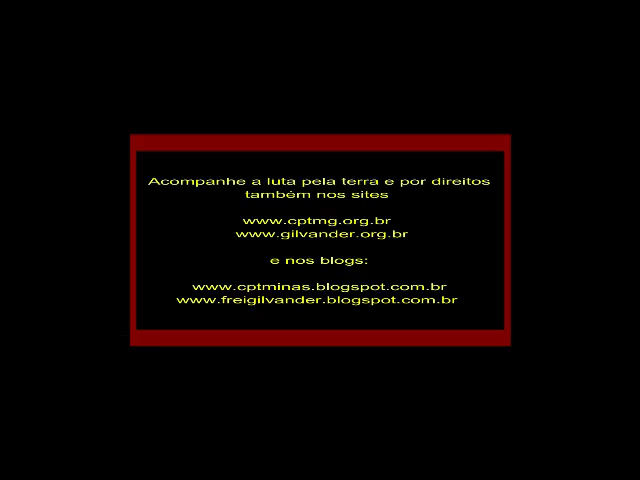 Acompanhe a luta pela terra e por direitos
também nos sites
www.cptmg.org.br
www.gilvander.org.br
e nos blogs:
www.cptminas.blogspot.com.br
www.freigilvander.blogspot.com.br